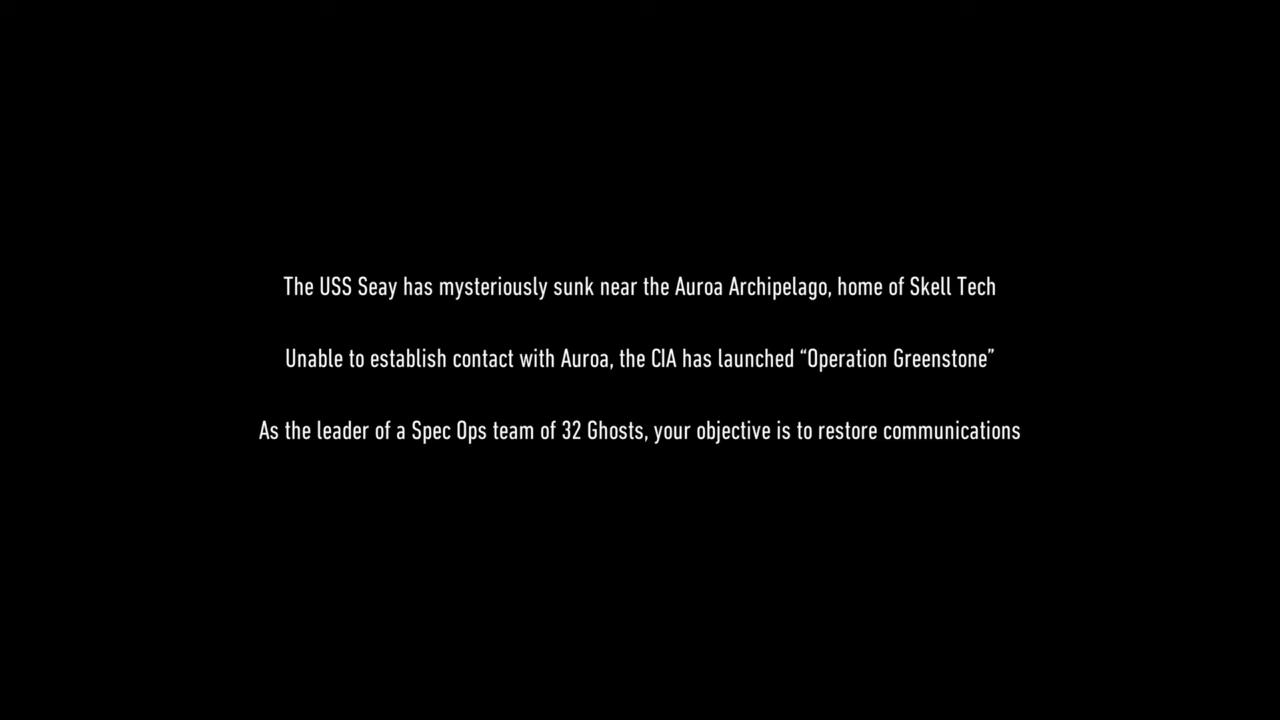 The USS Seay has mysteriously sunk near the Auroa Archipelago, home of Skell Tech
Unable to establish contact with Auroa, the CIA has launched “Operation Greenstone”
As the leader of a Spec Ops team of 32 Ghosts, your objective is to restore communications